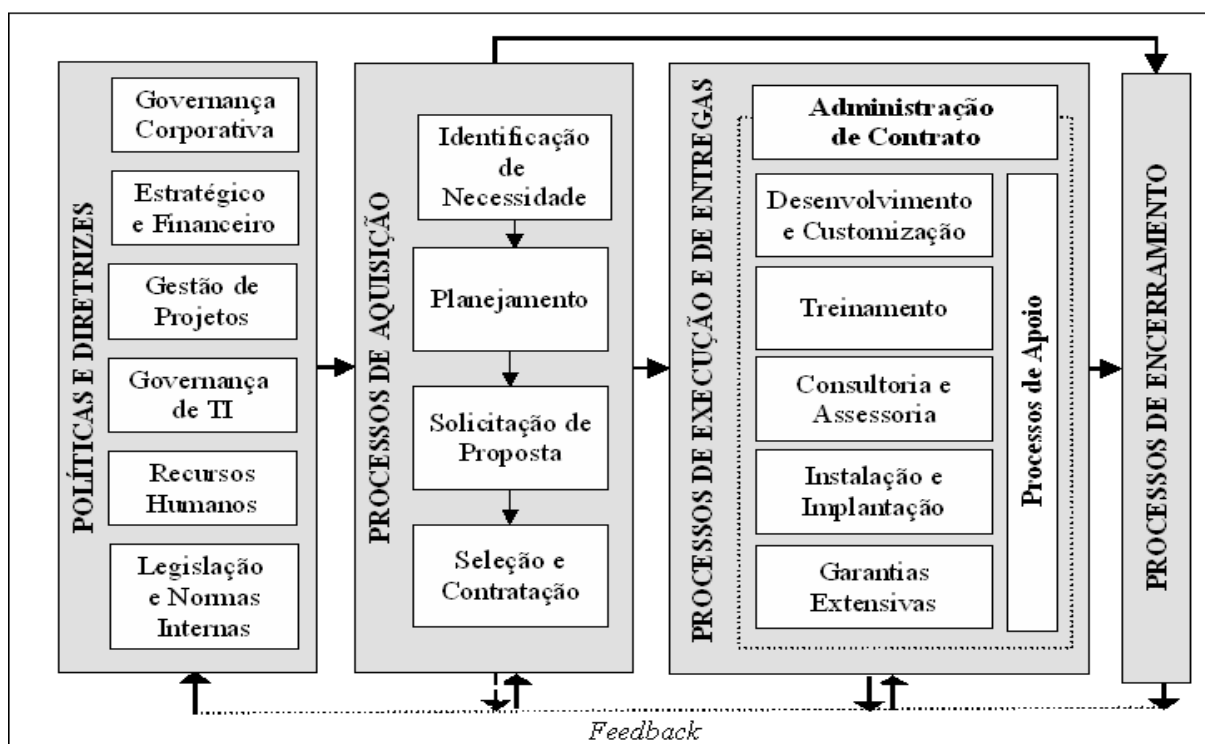 POLÍTICAS E DIRETRIZES
Governança
Corporativa
Estratégico
e Financeiro
Gestão de
Projetos
Governança
de TI
Recursos
Humanos
Legislação
e Normas
Internas
PROCESSOS DE AQUISIÇÃO
Identificação
de
Necessidade
Planejamento
Solicitação de
Proposta
Seleção e
Contratação
PROCESSOS DE EXECUÇÃO E DE ENTREGAS
Administração
de Contrato
Desenvolvimento
e Customização
Treinamento
Consultoria e
Assessoria
Instalação e
Implantação
Garantias
Extensivas
Processos de Apoio
PROCESSOS DE ENCERRAMENTO
Feedback